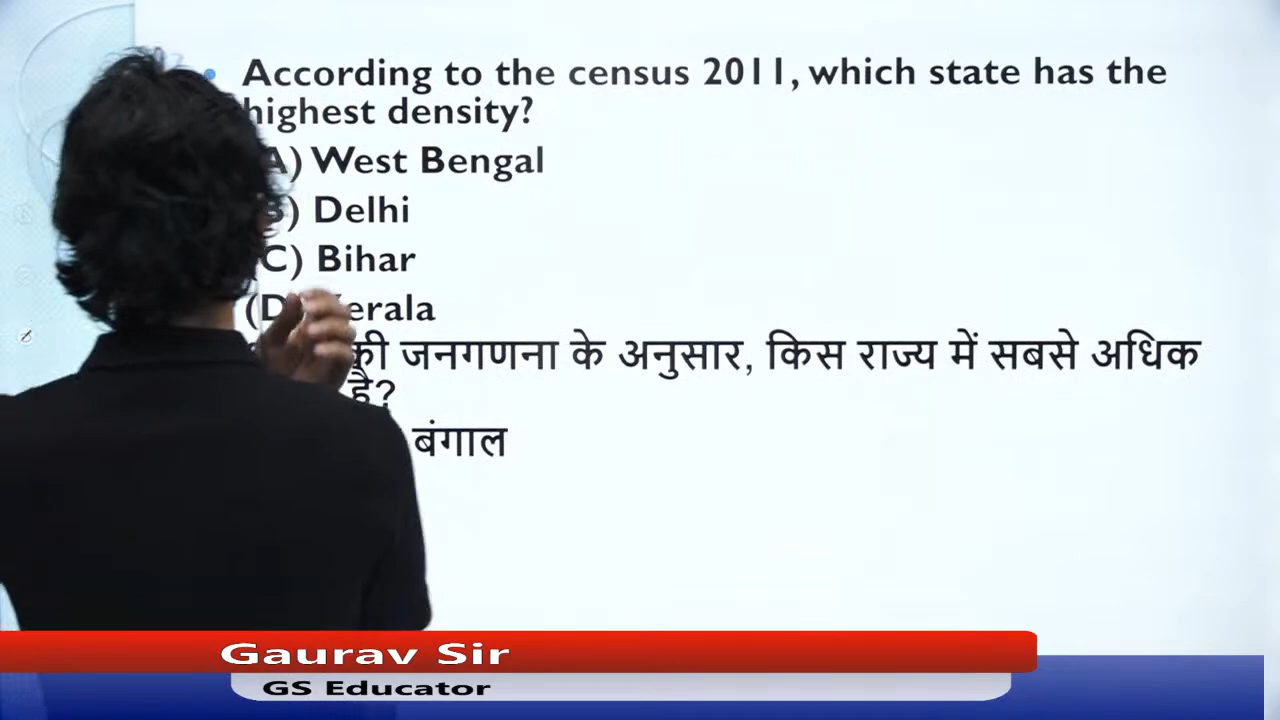 According to the census 2011, which state has the
highest density?
A) West Bengal
B) Delhi
(C) Bihar
(D) Kerala
की जनगणना के अनुसार, किस राज्य में सबसे अधिक
है?
बंगाल
Gaurav Sir
GS Educator